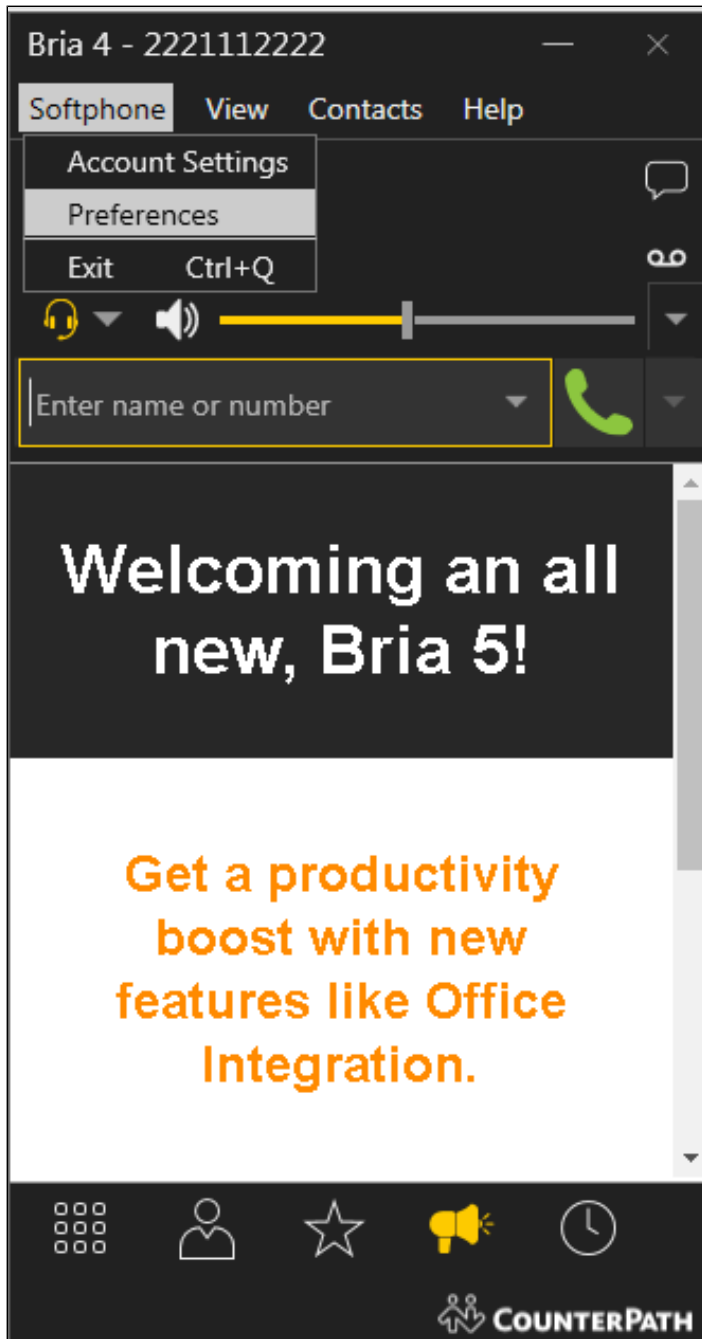 Bria 4 - 2221112222
Softphone View Contacts Help
Account Settings
Preferences
Exit Ctrl+Q
Enter name or number
Welcoming an all
new, Bria 5!
Get a productivity
boost with new
features like Office
Integration.
COUNTERPATH